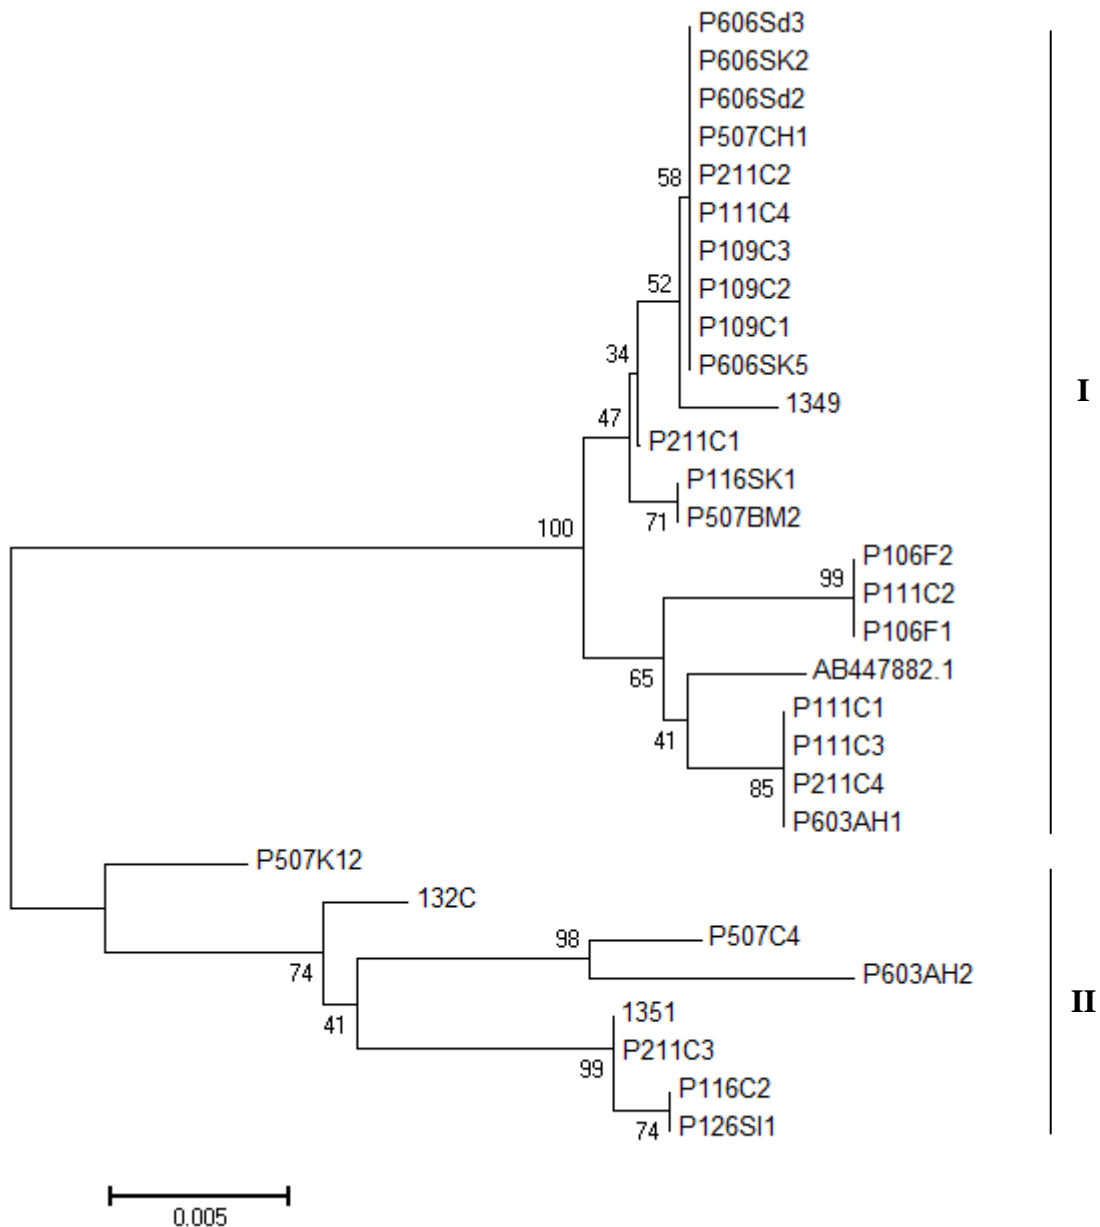 P606Sd3
P606SK2
P606Sd2
P507CH1
58
P211C2
P111C4
P109C3
52
P109C2
P109C1
34
P606SK5
I
1349
47
P211C1
P116SK1
71
P507BM2
100
P106F2
99
P111C2
P106F1
65
AB447882.1
P111C1
41
P111C3
85
P211C4
P603AH1
P507K12
132C
98
P507C4
74
P603AH2
II
41
1351
P211C3
99
P116C2
74
P126SI1
0.005